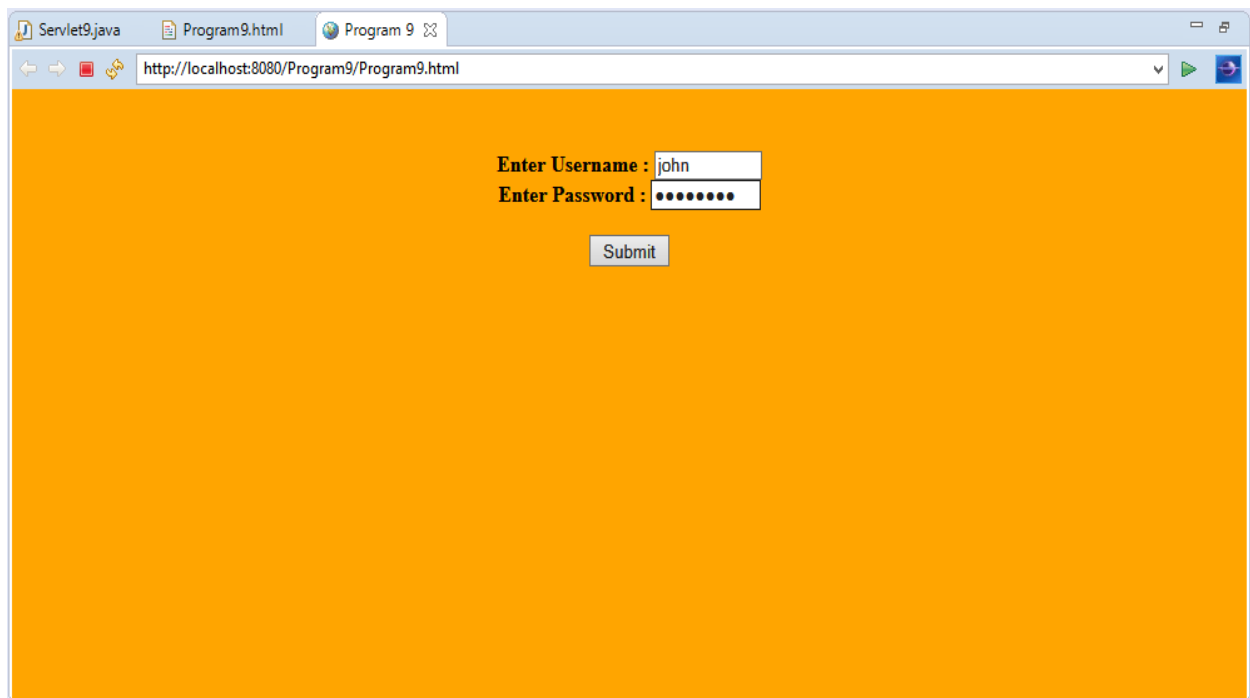 Servlet9.java Program9.html Program 9
http://localhost:8080/Program9/Program9.html
Enter Username : john
Enter Password : ••••••••
Submit